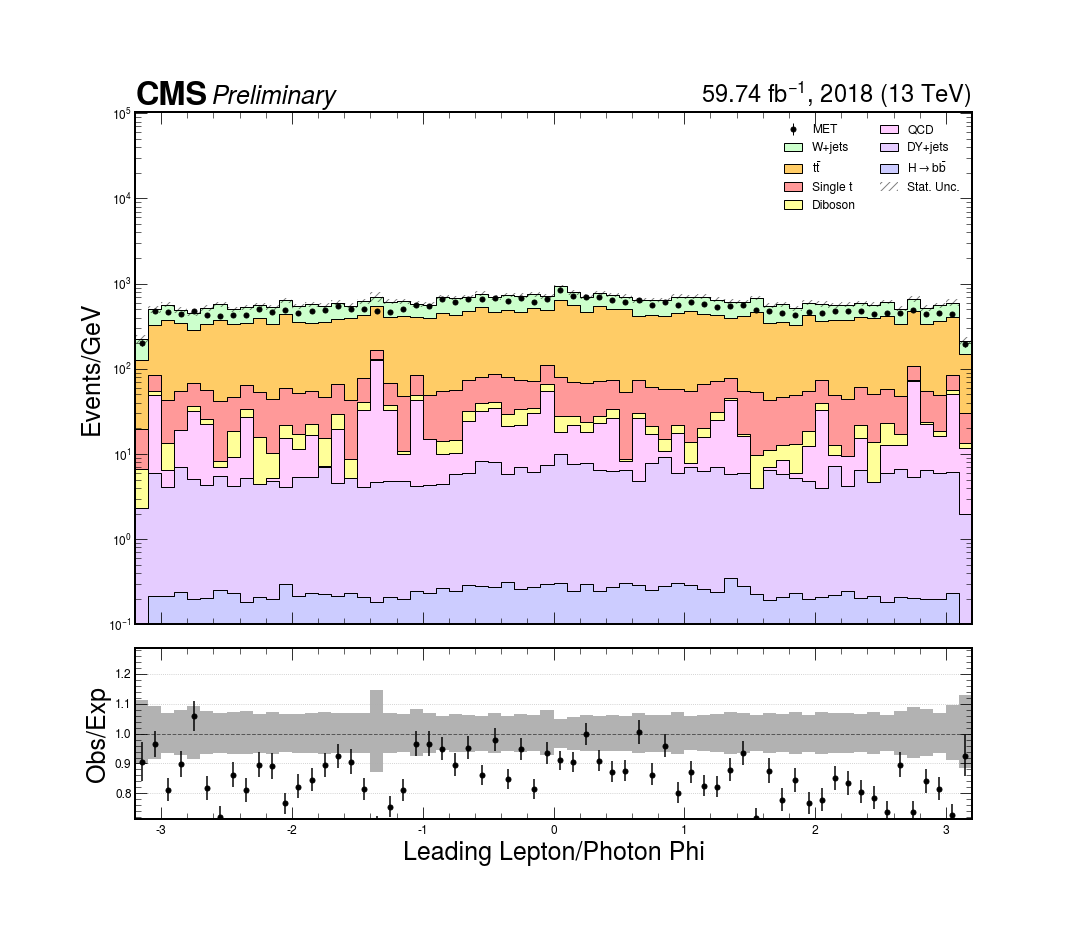 CMS Preliminary
59.74 fb⁻¹, 2018 (13 TeV)
MET
W+jets
tt̄
Single t
Diboson
QCD
DY+jets
H→bb̄
Stat. Unc.
Events/GeV
10⁵
10⁴
10³
10²
10¹
10⁰
10⁻¹
Obs/Exp
1.2
1.1
1.0
0.9
0.8
-3 -2 -1 0 1 2 3
Leading Lepton/Photon Phi